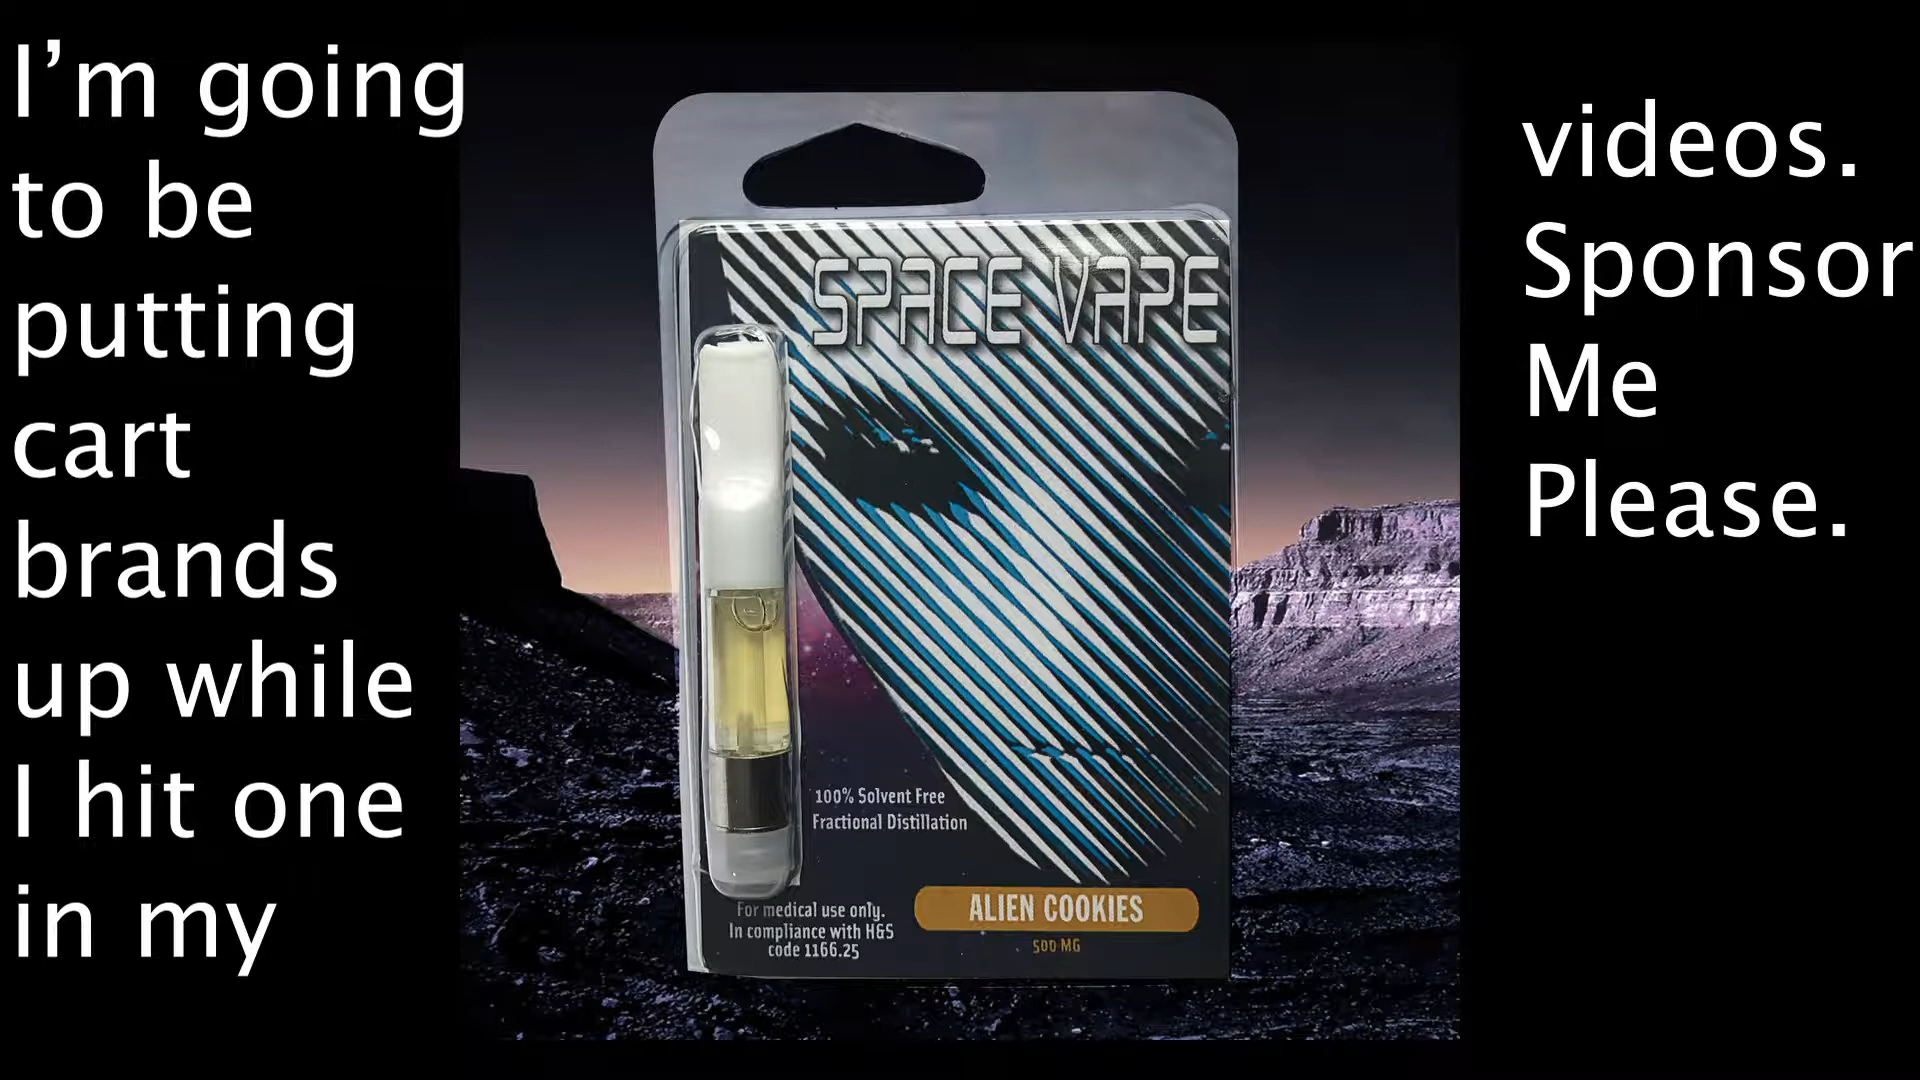 I'm going
to be
putting
cart
brands
up while
I hit one
in my
videos.
Sponsor
Me
Please.
SPACE VAPE
100% Solvent Free
Fractional Distillation
For medical use only.
In compliance with H&S
code 1166.25
ALIEN COOKIES
500 MG